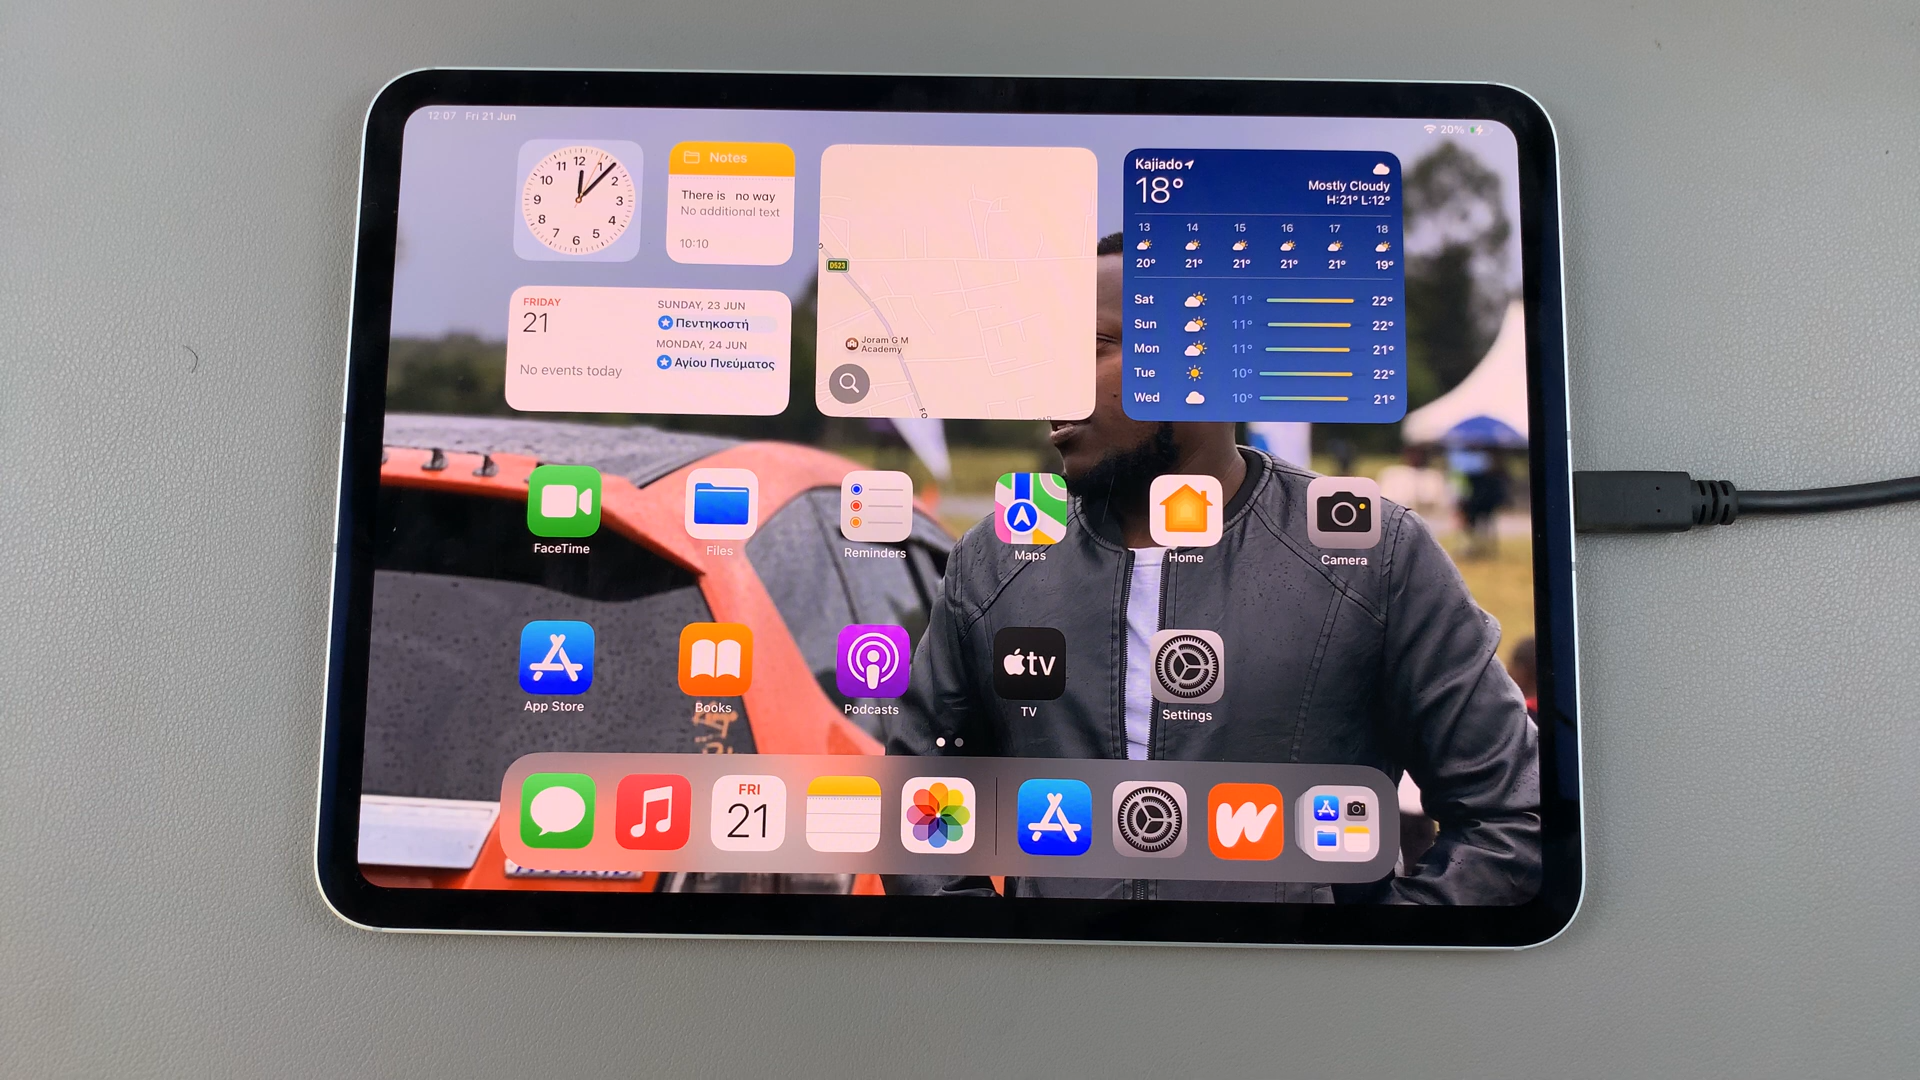 12:07 Fri 21 Jun
20%
12
1
2
3
4
5
6
7
8
9
10
11
Notes
There is no way
No additional text
10:10
FRIDAY
21
No events today
SUNDAY, 23 JUN
Πεντηκοστή
MONDAY, 24 JUN
Αγίου Πνεύματος
D523
Joram G M
Academy
Kajiado
18°
Mostly Cloudy
H:21° L:12°
13 14 15 16 17 18
20° 21° 21° 21° 21° 19°
Sat 11° 22°
Sun 11° 22°
Mon 11° 21°
Tue 10° 22°
Wed 10° 21°
FaceTime
Files
Reminders
Maps
Home
Camera
tv
App Store
Books
Podcasts
TV
Settings
FRI
21